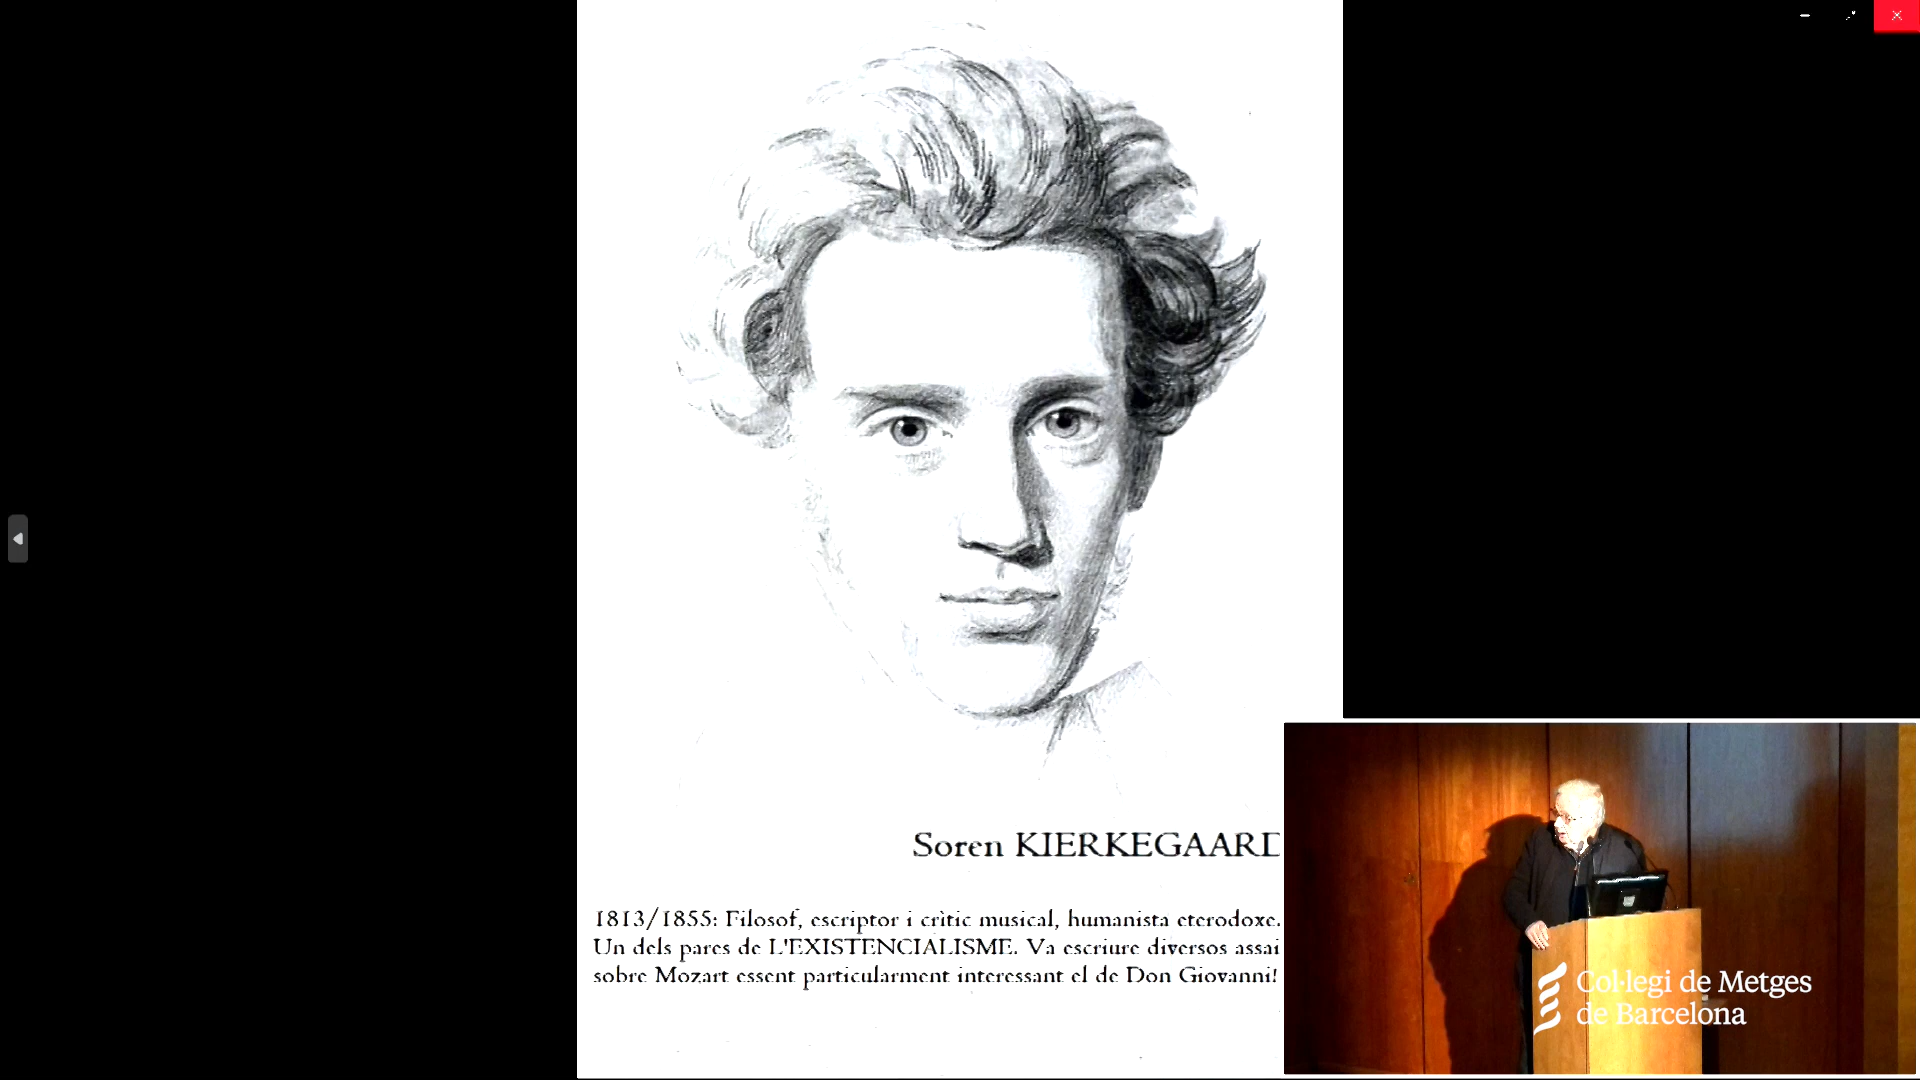 Soren KIERKEGAARD
1813/1855: Filosof, escriptor i crític musical, humanista eterodoxe.
Un dels pares de L'EXISTENCIALISME. Va escriure diversos assai
sobre Mozart essent particularment interessant el de Don Giovanni!
Col·legi de Metges
de Barcelona